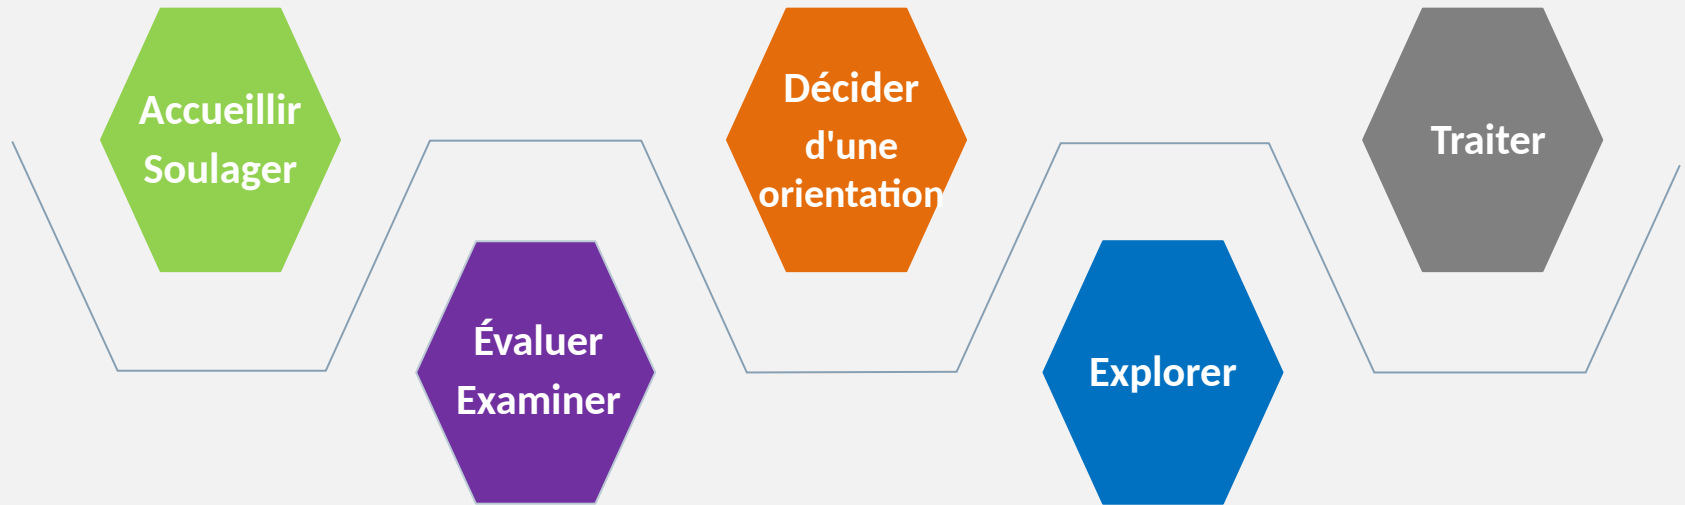 Accueillir
Soulager
Évaluer
Examiner
Décider
d'une
orientation
Explorer
Traiter